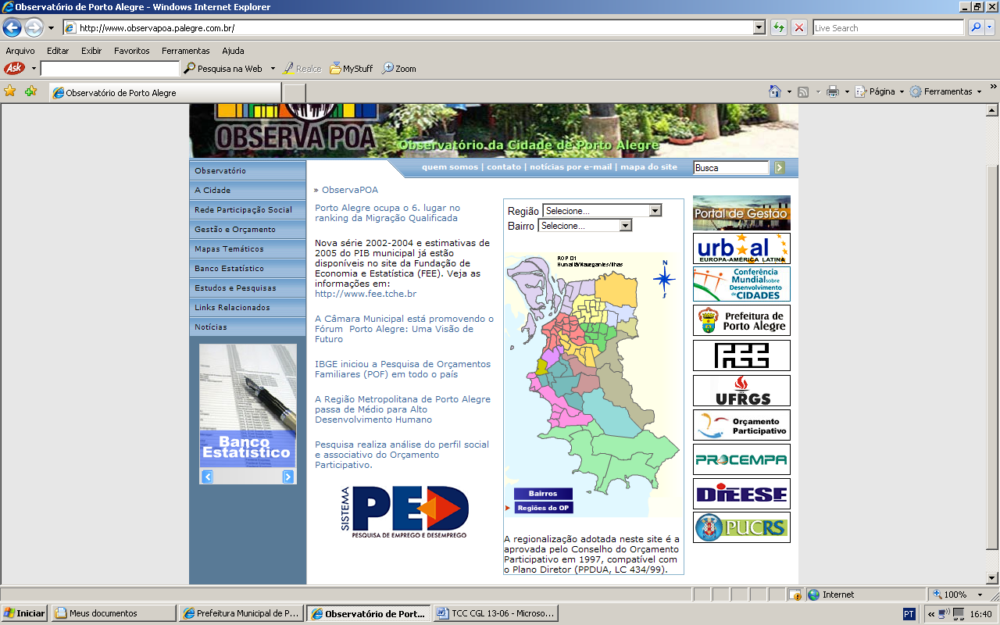 Observatório de Porto Alegre - Windows Internet Explorer
http://www.observapoa.palegre.com.br/
Live Search
Arquivo Editar Exibir Favoritos Ferramentas Ajuda
Ask Pesquisa na Web Realce MyStuff Zoom
Observatório de Porto Alegre Página Ferramentas
OBSERVA POA
Observatório da Cidade de Porto Alegre
quem somos | contato | notícias por e-mail | mapa do site
Busca
Observatório
A Cidade
Rede Participação Social
Gestão e Orçamento
Mapas Temáticos
Banco Estatístico
Estudos e Pesquisas
Links Relacionados
Notícias
Banco
Estatístico
» ObservaPOA
Porto Alegre ocupa o 6. lugar no
ranking da Migração Qualificada
Nova série 2002-2004 e estimativas de
2005 do PIB municipal já estão
disponíveis no site da Fundação de
Economia e Estatística (FEE). Veja as
informações em:
http://www.fee.tche.br
A Câmara Municipal está promovendo o
Fórum Porto Alegre: Uma Visão de
Futuro
IBGE iniciou a Pesquisa de Orçamentos
Familiares (POF) em todo o país
A Região Metropolitana de Porto Alegre
passa de Médio para Alto
Desenvolvimento Humano
Pesquisa realiza análise do perfil social
e associativo do Orçamento
Participativo.
SISTEMA
PED
PESQUISA DE EMPREGO E DESEMPREGO
Região Selecione...
Bairro Selecione...
ROP 01
Humaitá/Navegantes/Ilhas
N
S
Bairros
Regiões do OP
A regionalização adotada neste site é a
aprovada pelo Conselho do Orçamento
Participativo em 1997, compatível com
o Plano Diretor (PPDUA, LC 434/99).
Portal de Gestão
urb al
EUROPA-AMÉRICA LATINA
Conferência
Mundial sobre
Desenvolvimento
de CIDADES
Prefeitura de
Porto Alegre
FEE
UFRGS
Orçamento
Participativo
PROCEMPA
DIEESE
PUCRS
Internet 100%
Iniciar Meus documentos Prefeitura Municipal de P... Observatório de Port... TCC CGL 13-06 - Microso... PT « 16:40